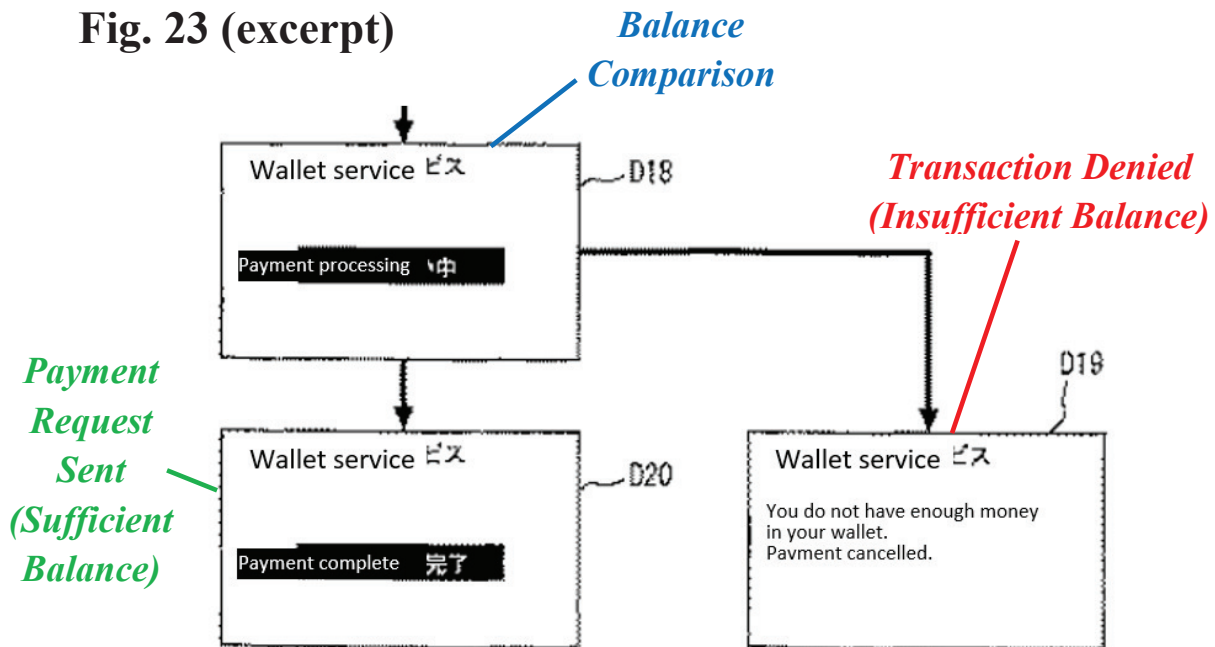 Fig. 23 (excerpt)
Balance
Comparison
Wallet service ビス
D18
Payment processing 中
Transaction Denied
(Insufficient Balance)
Payment
Request
Sent
(Sufficient
Balance)
D19
Wallet service ビス
D20
Payment complete 完了
Wallet service ビス
You do not have enough money
in your wallet.
Pavment cancelled.